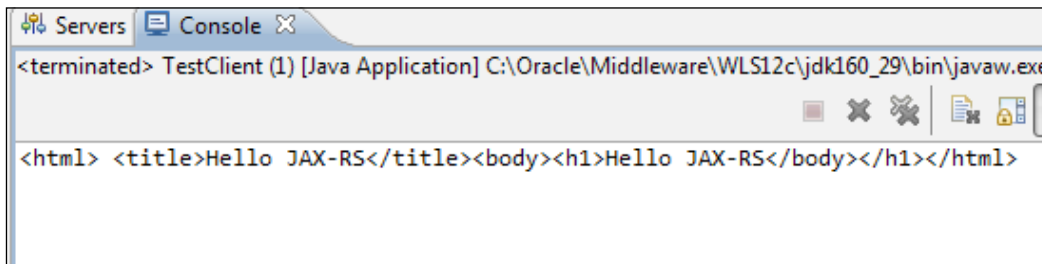 Servers Console
<terminated> TestClient (1) [Java Application] C:\Oracle\Middleware\WLS12c\jdk160_29\bin\javaw.exe
<html> <title>Hello JAX-RS</title><body><h1>Hello JAX-RS</body></h1></html>